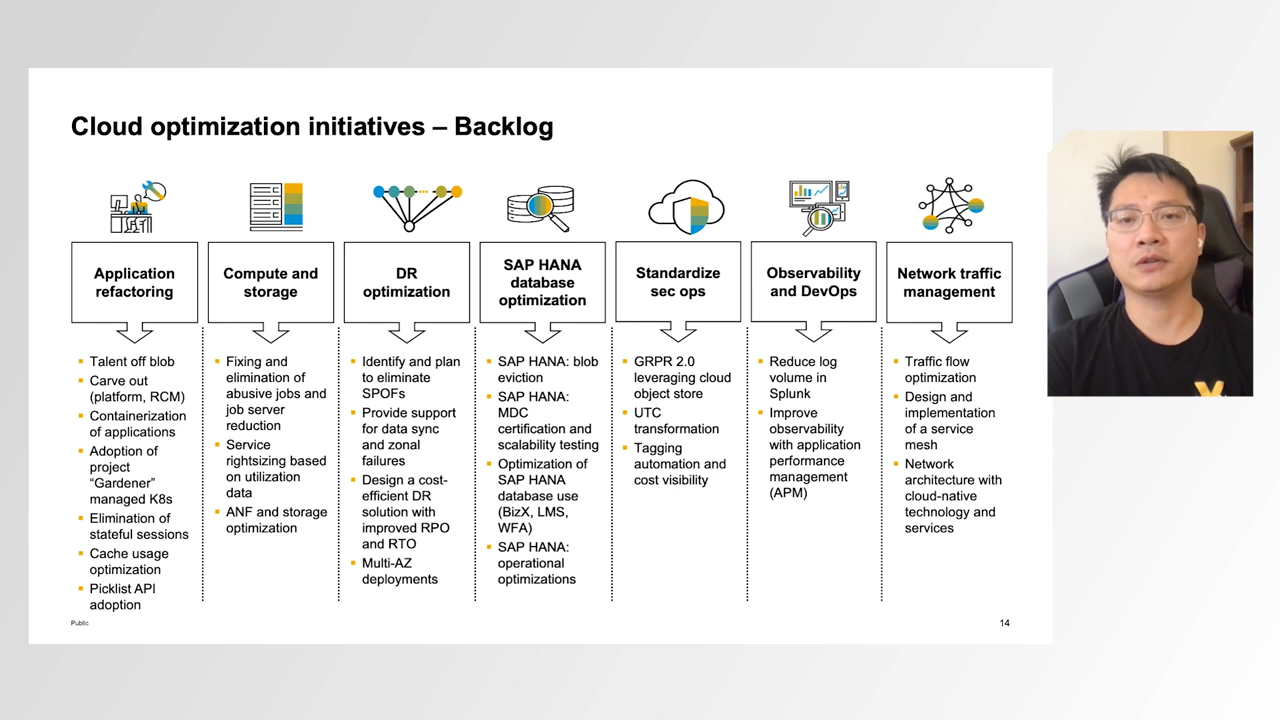 Cloud optimization initiatives – Backlog
Application
refactoring
Talent off blob
Carve out
(platform, RCM)
Containerization
of applications
Adoption of
project
“Gardener”
managed K8s
Elimination of
stateful sessions
Cache usage
optimization
Picklist API
adoption
Compute and
storage
Fixing and
elimination of
abusive jobs and
job server
reduction
Service
rightsizing based
on utilization
data
ANF and storage
optimization
DR
optimization
Identify and plan
to eliminate
SPOFs
Provide support
for data sync
and zonal
failures
Design a cost-
efficient DR
solution with
improved RPO
and RTO
Multi-AZ
deployments
SAP HANA
database
optimization
SAP HANA: blob
eviction
SAP HANA:
MDC
certification and
scalability testing
Optimization of
SAP HANA
database use
(BizX, LMS,
WFA)
SAP HANA:
operational
optimizations
Standardize
sec ops
GRPR 2.0
leveraging cloud
object store
UTC
transformation
Tagging
automation and
cost visibility
Observability
and DevOps
Reduce log
volume in
Splunk
Improve
observability
with application
performance
management
(APM)
Network traffic
management
Traffic flow
optimization
Design and
implementation
of a service
mesh
Network
architecture with
cloud-native
technology and
services
Public
14